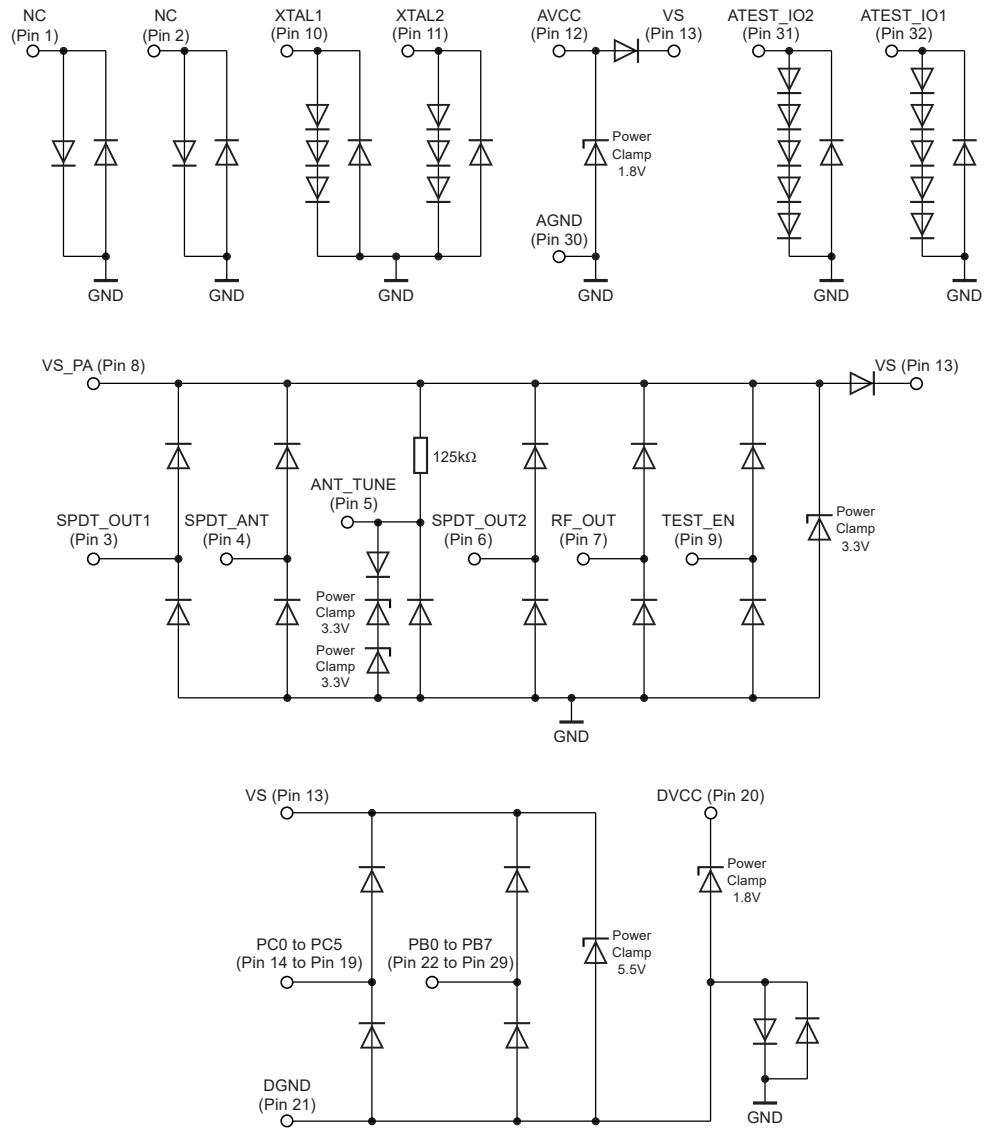 NC
(Pin 1)
NC
(Pin 2)
XTAL1
(Pin 10)
XTAL2
(Pin 11)
AVCC
(Pin 12)
VS
(Pin 13)
ATEST_IO2
(Pin 31)
ATEST_IO1
(Pin 32)
Power
Clamp
1.8V
AGND
(Pin 30)
GND
GND
GND
GND
GND
GND
VS_PA (Pin 8)
VS (Pin 13)
125kΩ
ANT_TUNE
(Pin 5)
SPDT_OUT1
(Pin 3)
SPDT_ANT
(Pin 4)
SPDT_OUT2
(Pin 6)
RF_OUT
(Pin 7)
TEST_EN
(Pin 9)
Power
Clamp
3.3V
Power
Clamp
3.3V
Power
Clamp
3.3V
GND
VS (Pin 13)
DVCC (Pin 20)
Power
Clamp
1.8V
PC0 to PC5
(Pin 14 to Pin 19)
PB0 to PB7
(Pin 22 to Pin 29)
Power
Clamp
5.5V
DGND
(Pin 21)
GND